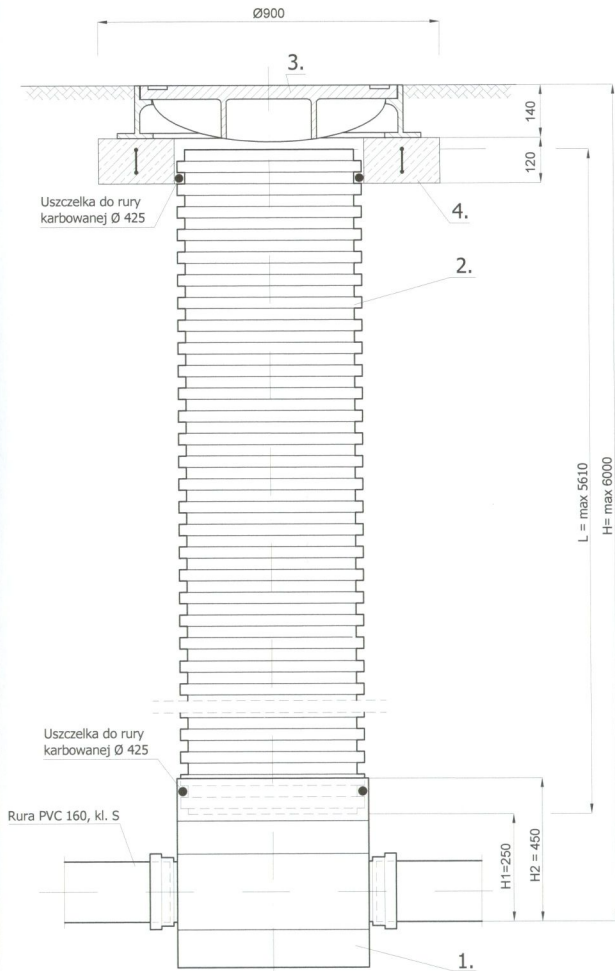 Ø900
3.
140
120
Uszczelka do rury
karbowanej Ø 425
4.
2.
L = max 5610
H= max 6000
Uszczelka do rury
karbowanej Ø 425
Rura PVC 160, kl. S
H1=250
H2 = 450
1.